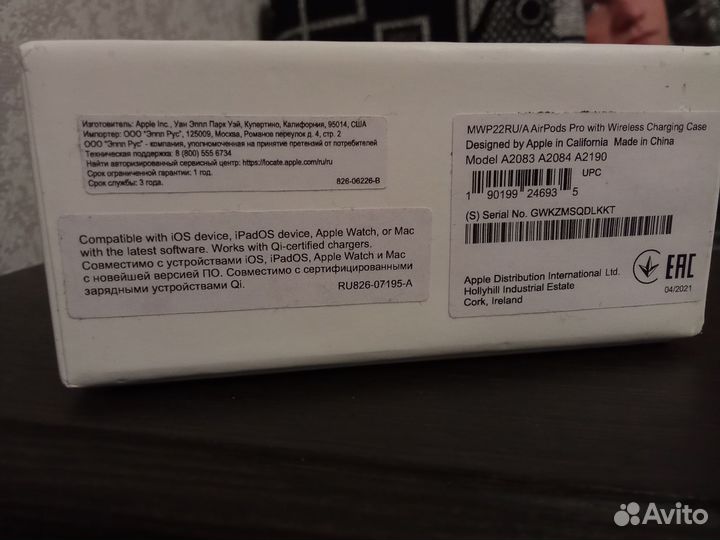 Изготовитель: Apple Inc., Уан Эппл Парк Уэй, Купертино, Калифорния, 95014, США
Импортер: ООО "Эппл Рус", 125009, Москва, Романов переулок д. 4, стр. 2
ООО "Эппл Рус" - компания, уполномоченная на принятие претензий от потребителей
Техническая поддержка: 8 (800) 555 6734
Найти авторизированный сервисный центр: https://locate.apple.com/ru/ru
Срок ограниченной гарантии: 1 год.
Срок службы: 3 года. 826-06226-B
Compatible with iOS device, iPadOS device, Apple Watch, or Mac
with the latest software. Works with Qi-certified chargers.
Совместимо с устройствами iOS, iPadOS, Apple Watch и Mac
с новейшей версией ПО. Совместимо с сертифицированными
зарядными устройствами Qi. RU826-07195-A
MWP22RU/A AirPods Pro with Wireless Charging Case
Designed by Apple in California Made in China
Model A2083 A2084 A2190
UPC
1 90199 24693 5
(S) Serial No. GWKZMSQDLKKT
Apple Distribution International Ltd.
Hollyhill Industrial Estate
Cork, Ireland
EAC
04/2021
Avito